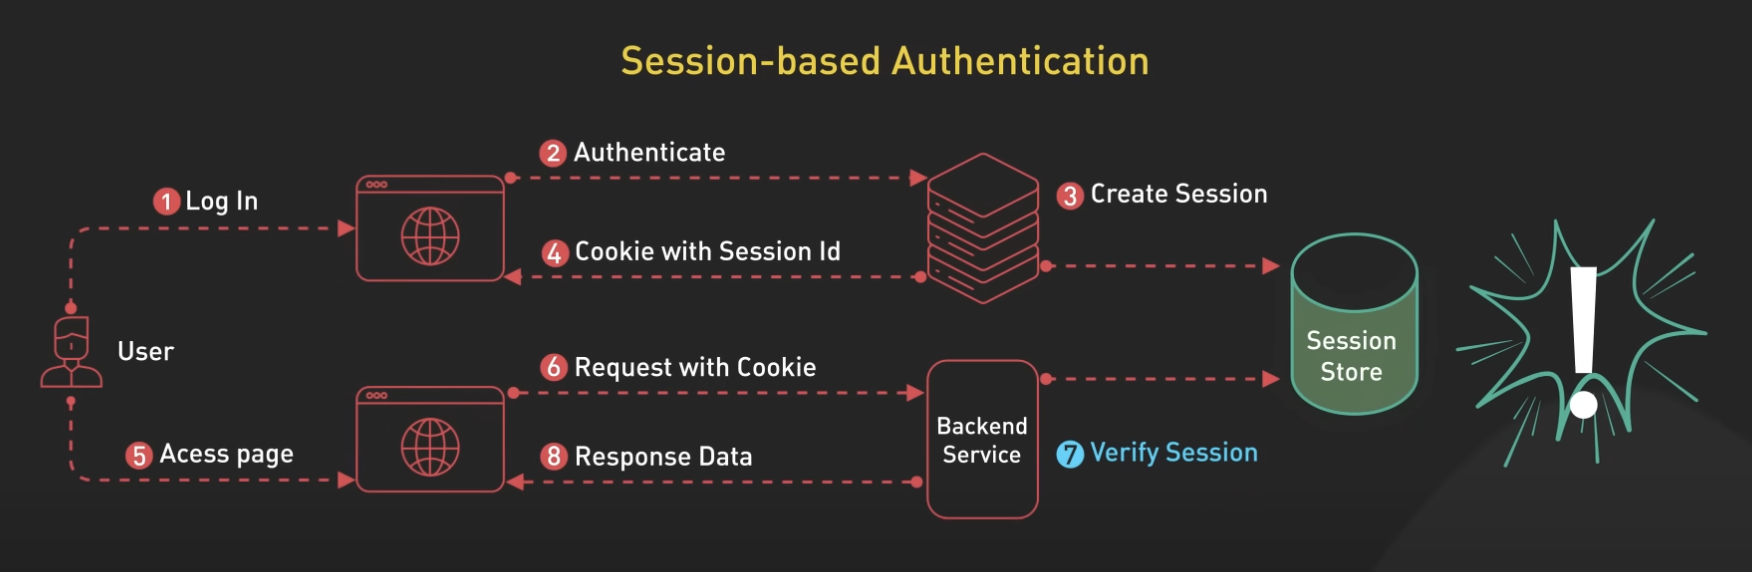 Session-based Authentication
1 Log In
2 Authenticate
3 Create Session
4 Cookie with Session Id
User
Session
Store
!
5 Acess page
6 Request with Cookie
Backend
Service
7 Verify Session
8 Response Data